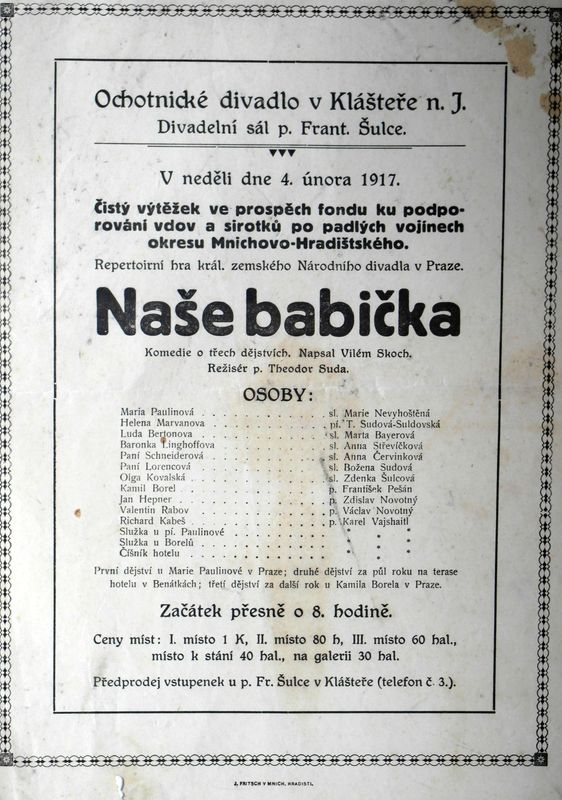 Ochotnické divadlo v Klášteře n. J.
Divadelní sál p. Frant. Šulce.
V neděli dne 4. února 1917.
Čistý výtěžek ve prospěch fondu ku podpo-
rování vdov a sirotků po padlých vojínech
okresu Mnichovo-Hradištského.
Repertoirní hra král. zemského Národního divadla v Praze.
Naše babička
Komedie o třech dějstvích. Napsal Vilém Skoch.
Režisér p. Theodor Suda.
OSOBY:
Maria Paulinová . . . . . . . . . . . . sl. Marie Nevyhoštěná
Helena Marvanova . . . . . . . . . . . . pí. T. Sudová-Suldovská
Luda Bertonova . . . . . . . . . . . . sl. Marta Bayerová
Baronka Linghoffova . . . . . . . . . . . . sl. Anna Střevíčková
Paní Schneiderová . . . . . . . . . . . . sl. Anna Červinková
Paní Lorencová . . . . . . . . . . . . sl. Božena Sudová
Olga Kovalská . . . . . . . . . . . . sl. Zdenka Šulcová
Kamil Borel . . . . . . . . . . . . p. František Pešán
Jan Hepner . . . . . . . . . . . . p. Zdislav Novotný
Valentin Rabov . . . . . . . . . . . . p. Václav Novotný
Richard Kabeš . . . . . . . . . . . . p. Karel Vajshaitl
Služka u pí. Paulinové . . . . . . . . . . . . * * *
Služka u Borelů . . . . . . . . . . . . * * *
Číšník hotelu . . . . . . . . . . . . * * *
První dějství u Marie Paulinové v Praze; druhé dějství za půl roku na terase
hotelu v Benátkách; třetí dějství za další rok u Kamila Borela v Praze.
Začátek přesně o 8. hodině.
Ceny míst: I. místo 1 K, II. místo 80 h, III. místo 60 hal.,
místo k stání 40 hal., na galerii 30 hal.
Předprodej vstupenek u p. Fr. Šulce v Klášteře (telefon č. 3.).
J. FRITSCH V MNICH. HRADIŠTI.